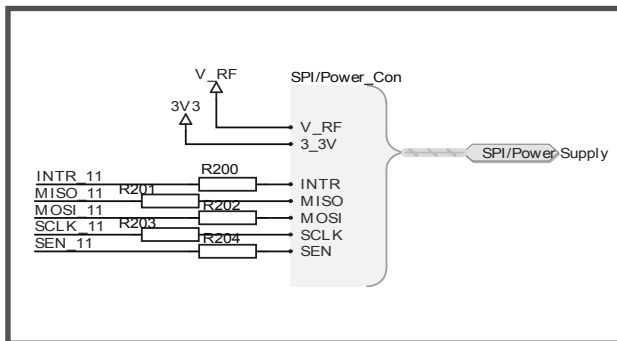 V_RF
SPI/Power_Con
3V3
V_RF
3_3V
SPI/Power Supply
R200
INTR_11
INTR
R201
MISO_11
MISO
R202
MOSI_11
MOSI
R203
SCLK_11
SCLK
R204
SEN_11
SEN